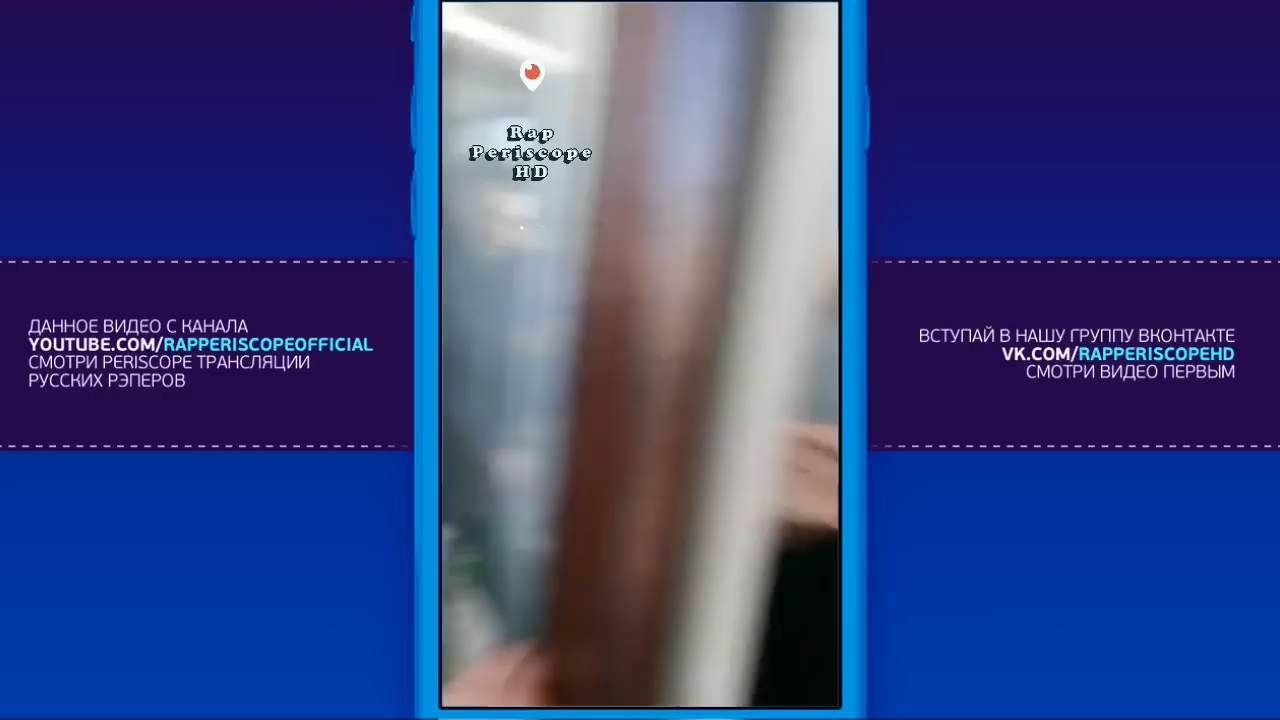 Rap
Periscope
HD
ДАННОЕ ВИДЕО С КАНАЛА
YOUTUBE.COM/RAPPERISCOPEOFFICIAL
СМОТРИ PERISCOPE ТРАНСЛЯЦИИ
РУССКИХ РЭПЕРОВ
ВСТУПАЙ В НАШУ ГРУППУ ВКОНТАКТЕ
VK.COM/RAPPERISCOPEHD
СМОТРИ ВИДЕО ПЕРВЫМ